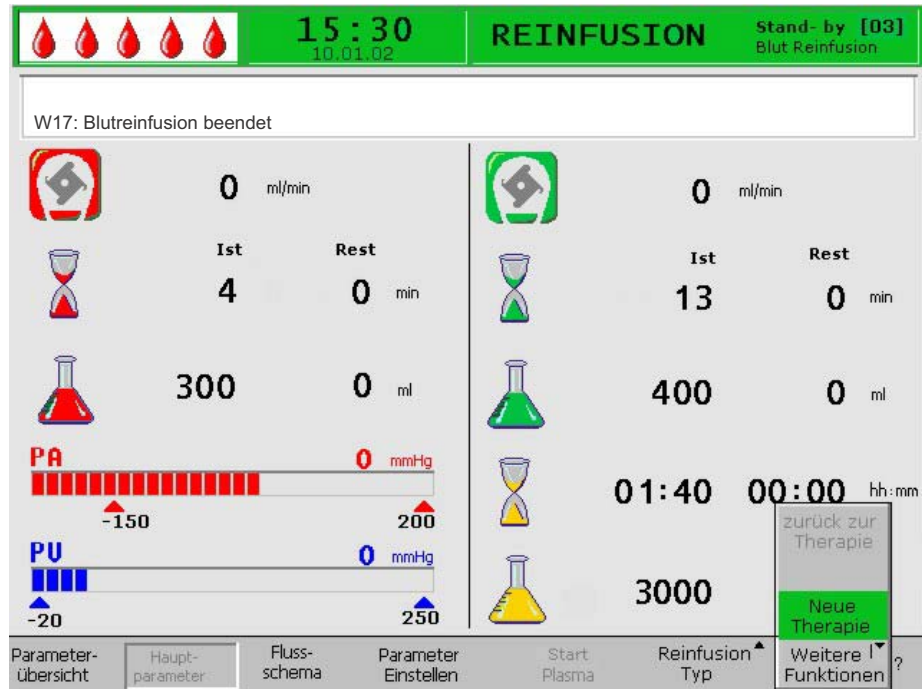 15:30
10.01.02
REINFUSION
Stand- by [03]
Blut Reinfusion
W17: Blutreinfusion beendet
0 ml/min
Ist Rest
4 0 min
300 0 ml
PA 0 mmHg
-150 200
PV 0 mmHg
-20 250
0 ml/min
Ist Rest
13 0 min
400 0 ml
01:40 00:00 hh:mm
3000
zurück zur
Therapie
Neue
Therapie
Parameter-
übersicht
Haupt-
parameter
Fluss-
schema
Parameter
Einstellen
Start
Plasma
Reinfusion
Typ
Weitere
Funktionen
?